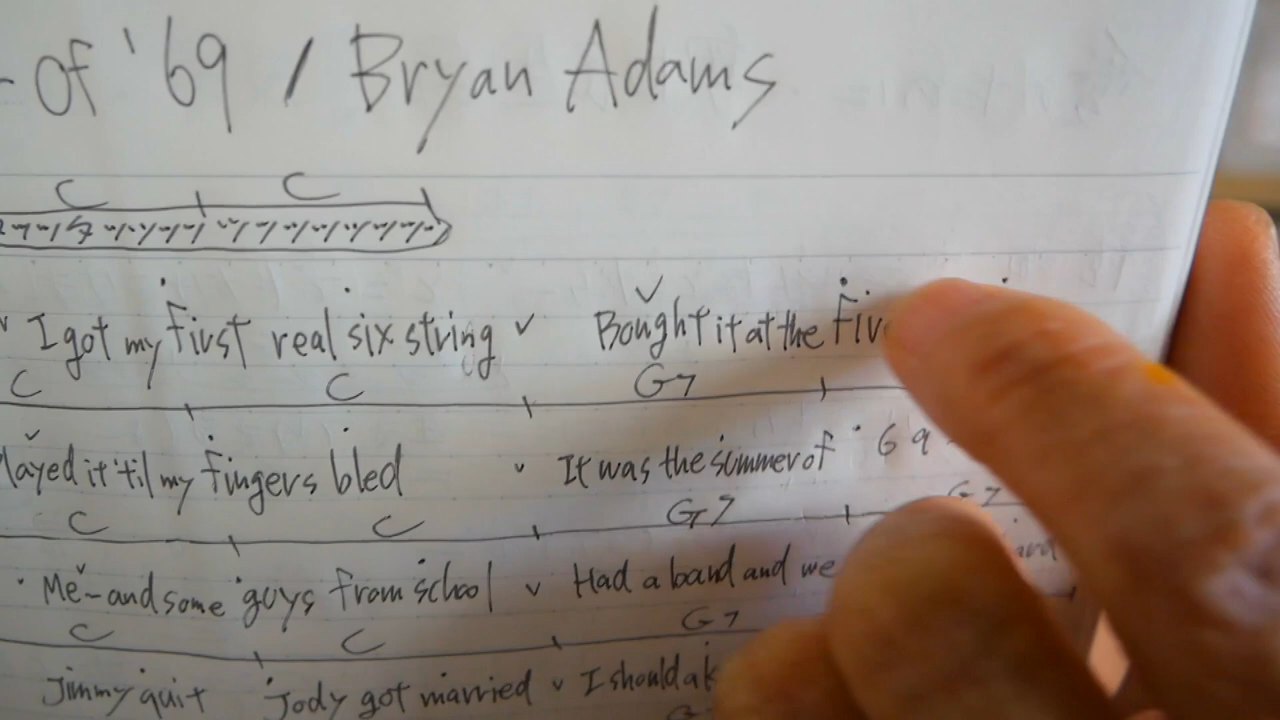 - Of '69 / Bryan Adams
C C
I got my first real six string Bought it at the
C C G7
it 'til my fingers bled It was the summer of '69
C C G7 G7
Me - and some guys from school Had a band and we
C C G7
Jimmy quit Jody got married I should